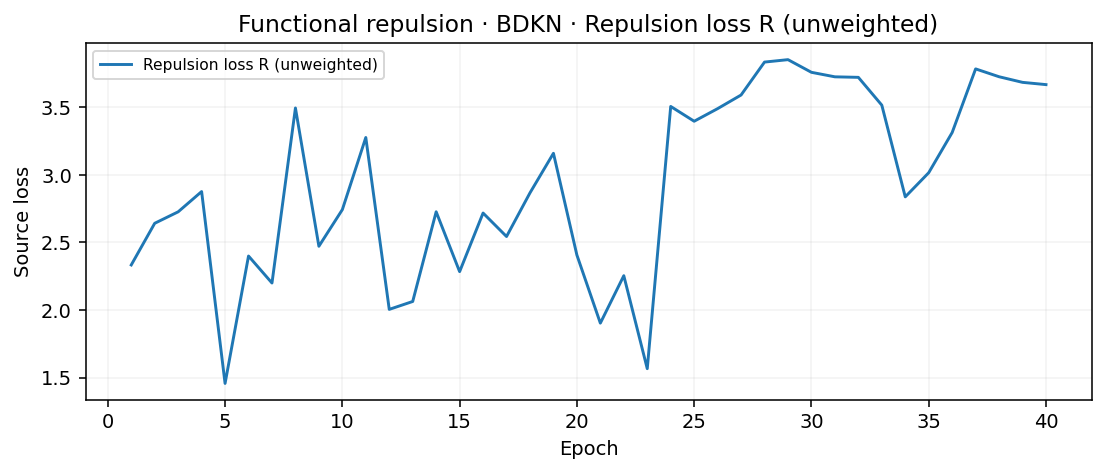 Functional repulsion · BDKN · Repulsion loss R (unweighted)
Repulsion loss R (unweighted)
Source loss
3.5
3.0
2.5
2.0
1.5
0 5 10 15 20 25 30 35 40
Epoch